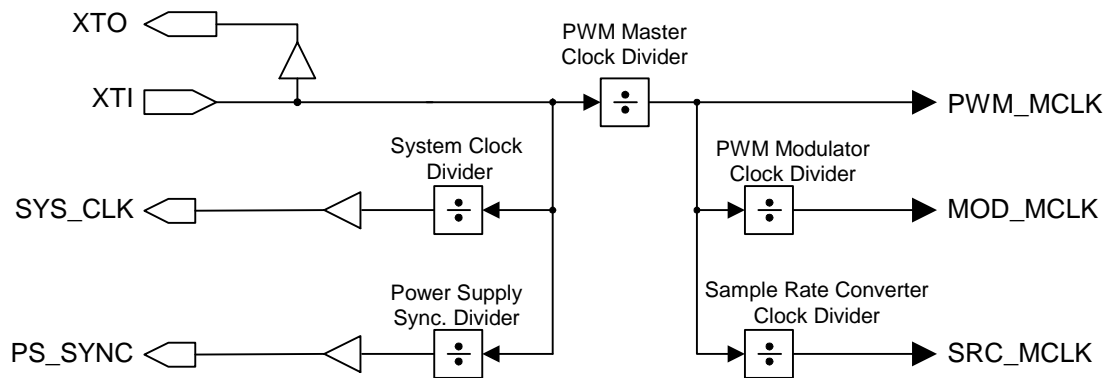 XTO
PWM Master
Clock Divider
XTI
÷
PWM_MCLK
System Clock
Divider
PWM Modulator
Clock Divider
SYS_CLK
÷
÷
MOD_MCLK
Power Supply
Sync. Divider
Sample Rate Converter
Clock Divider
PS_SYNC
÷
÷
SRC_MCLK